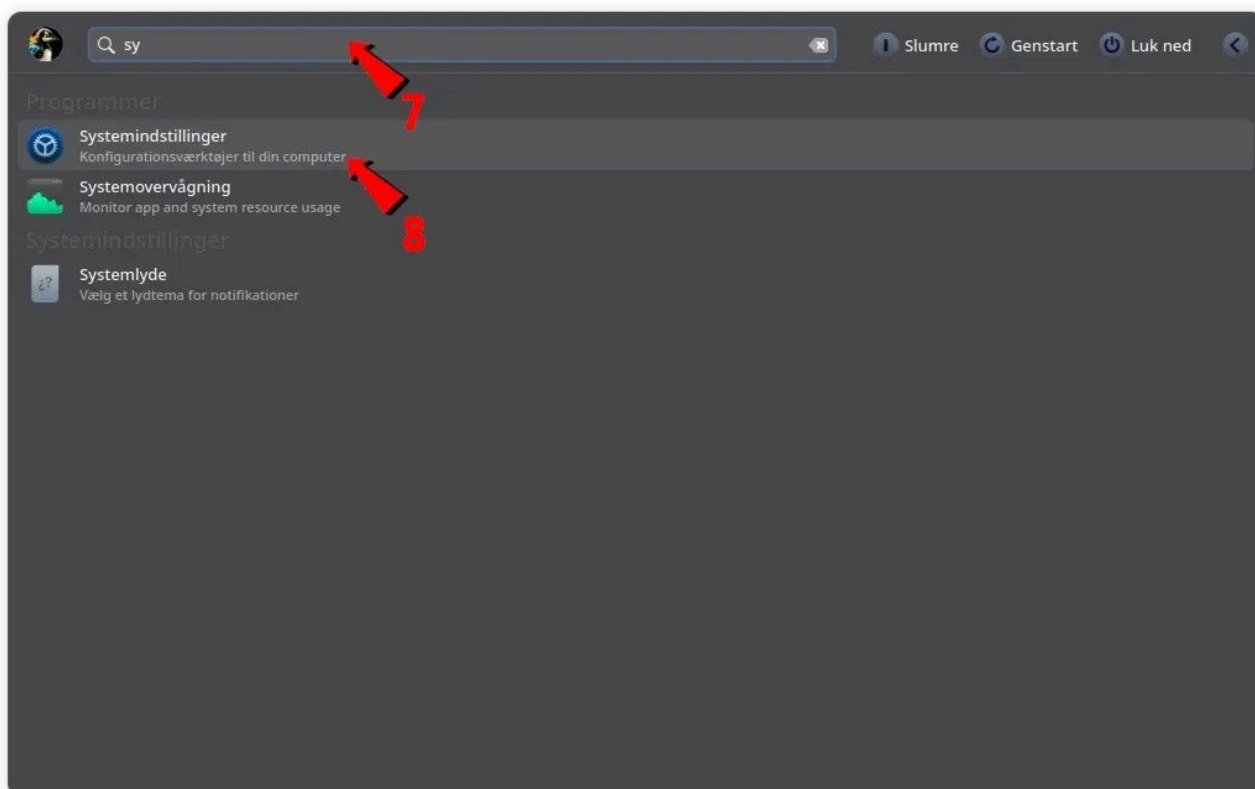 sy
Slumre
Genstart
Luk ned
7
Programmer
Systemindstillinger
Konfigurationsværktøjer til din computer
8
Systemovervågning
Monitor app and system resource usage
Systemindstillinger
¿?
Systemlyde
Vælg et lydtema for notifikationer